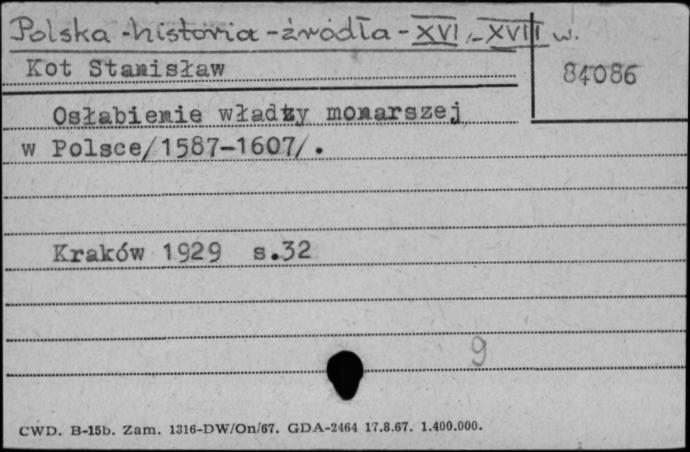 Polska - historia - źródła - XVI, - XVIII w.
Kot Stanisław
84086
Osłabienie władzy monarszej
w Polsce/1587-1607/.
Kraków 1929 s.32
9
CWD. B-15b. Zam. 1316-DW/On/67. GDA-2464 17.8.67. 1.400.000.